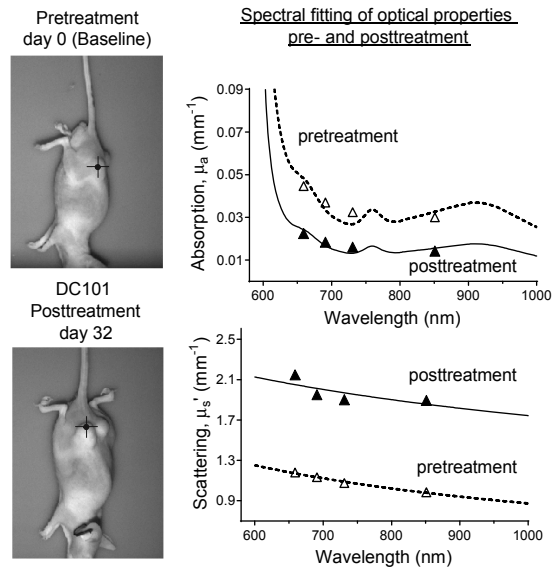 Pretreatment
day 0 (Baseline)
DC101
Posttreatment
day 32
Spectral fitting of optical properties
pre- and posttreatment
0.09
0.07
0.05
0.03
0.01
Absorption, μa (mm⁻¹)
pretreatment
posttreatment
600 700 800 900 1000
Wavelength (nm)
2.5
2.1
1.7
1.3
0.9
Scattering, μs' (mm⁻¹)
posttreatment
pretreatment
600 700 800 900 1000
Wavelength (nm)